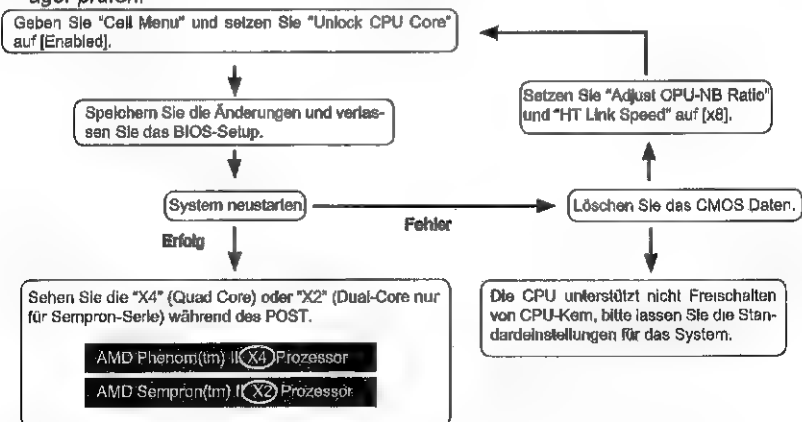 prüfen.
Geben Sie "Cell Menu" und setzen Sie "Unlock CPU Core"
auf [Enabled].
Speichern Sie die Änderungen und verlas-
sen Sie das BIOS-Setup.
Setzen Sie "Adjust CPU-NB Ratio"
und "HT Link Speed" auf [x8].
System neustarten
Fehler
Löschen Sie das CMOS Daten.
Erfolg
Sehen Sie die "X4" (Quad Core) oder "X2" (Dual-Core nur
für Sempron-Serie) während des POST.
AMD Phenom(tm) II X4 Prozessor
AMD Sempron(tm) II X2 Prozessor
Die CPU unterstützt nicht Freischalten
von CPU-Kern, bitte lassen Sie die Stan-
dardeinstellungen für das System.